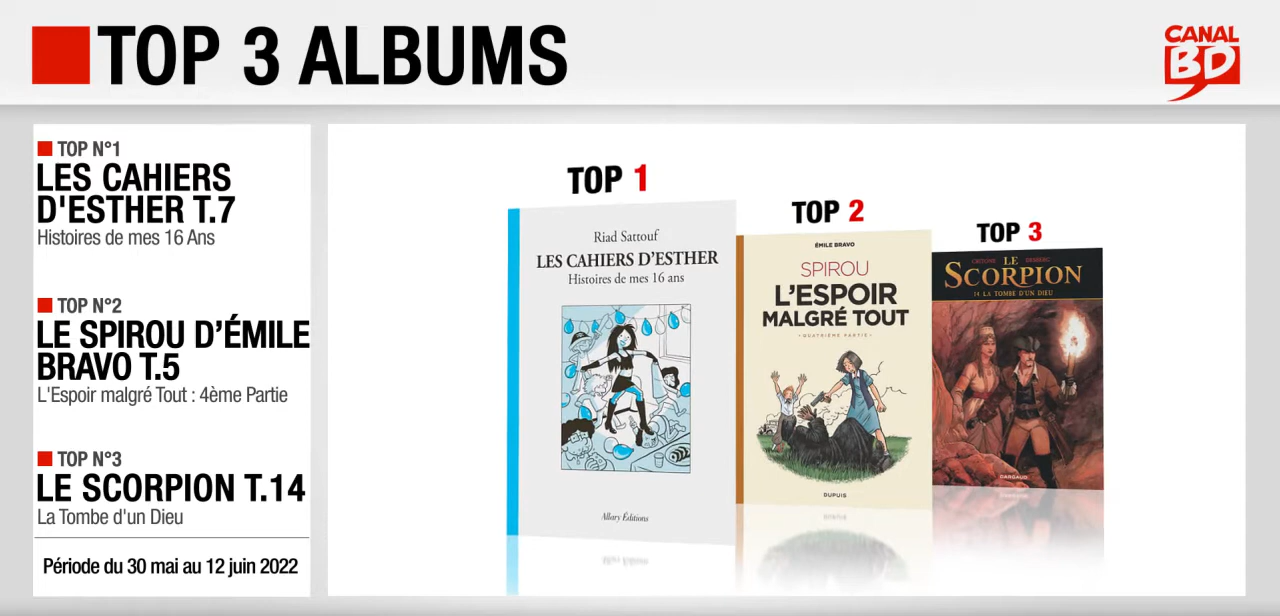 TOP 3 ALBUMS
CANAL
BD
TOP N°1
LES CAHIERS
D'ESTHER T.7
Histoires de mes 16 Ans
TOP N°2
LE SPIROU D’ÉMILE
BRAVO T.5
L'Espoir malgré Tout : 4ème Partie
TOP N°3
LE SCORPION T.14
La Tombe d'un Dieu
Période du 30 mai au 12 juin 2022
TOP 1
Riad Sattouf
LES CAHIERS D’ESTHER
Histoires de mes 16 ans
Allary Éditions
TOP 2
ÉMILE BRAVO
SPIROU
L’ESPOIR
MALGRÉ TOUT
• QUATRIÈME PARTIE •
DUPUIS
TOP 3
CRITONE DESBERG
LE
SCORPION
14 LA TOMBE D’UN DIEU
DARGAUD